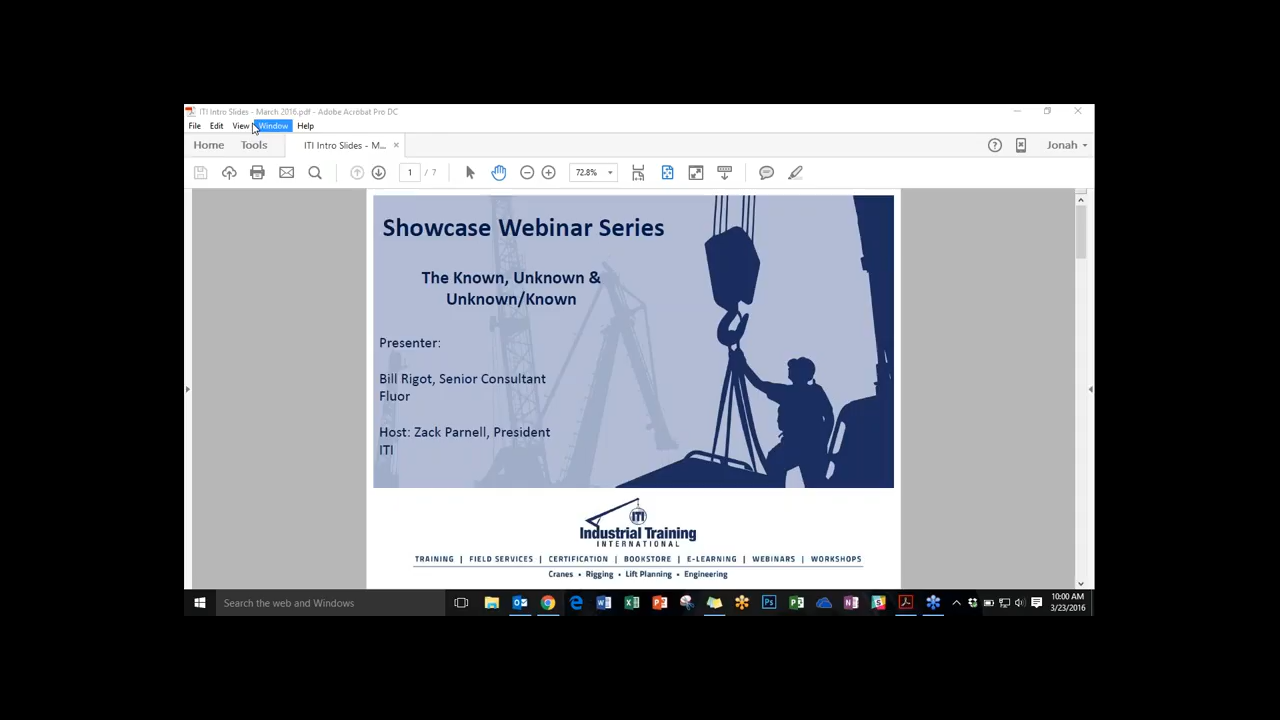 ITI Intro Slides - March 2016.pdf - Adobe Acrobat Pro DC
File Edit View Window Help
Home Tools ITI Intro Slides - M... × Jonah
1 / 7 72.8%
Showcase Webinar Series
The Known, Unknown &
Unknown/Known
Presenter:
Bill Rigot, Senior Consultant
Fluor
Host: Zack Parnell, President
ITI
ITI
Industrial Training
INTERNATIONAL
TRAINING | FIELD SERVICES | CERTIFICATION | BOOKSTORE | E-LEARNING | WEBINARS | WORKSHOPS
Cranes • Rigging • Lift Planning • Engineering
Search the web and Windows
10:00 AM
3/23/2016